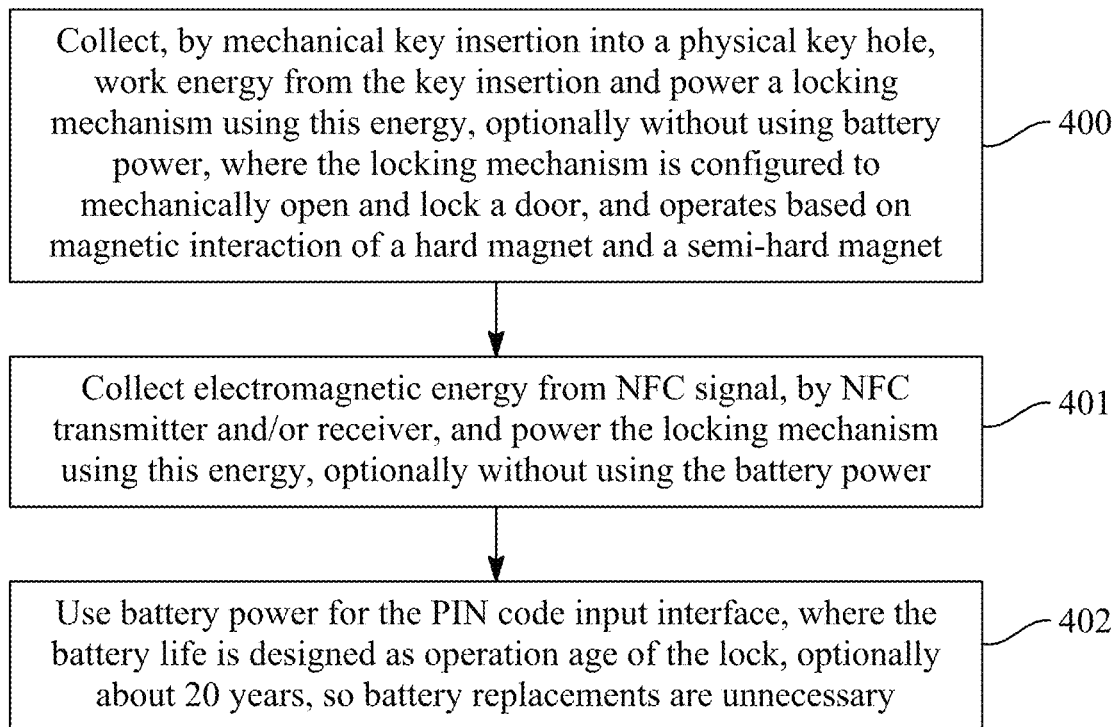 Collect, by mechanical key insertion into a physical key hole,
work energy from the key insertion and power a locking
mechanism using this energy, optionally without using battery
power, where the locking mechanism is configured to
mechanically open and lock a door, and operates based on
magnetic interaction of a hard magnet and a semi-hard magnet
400
Collect electromagnetic energy from NFC signal, by NFC
transmitter and/or receiver, and power the locking mechanism
using this energy, optionally without using the battery power
401
Use battery power for the PIN code input interface, where the
battery life is designed as operation age of the lock, optionally
about 20 years, so battery replacements are unnecessary
402